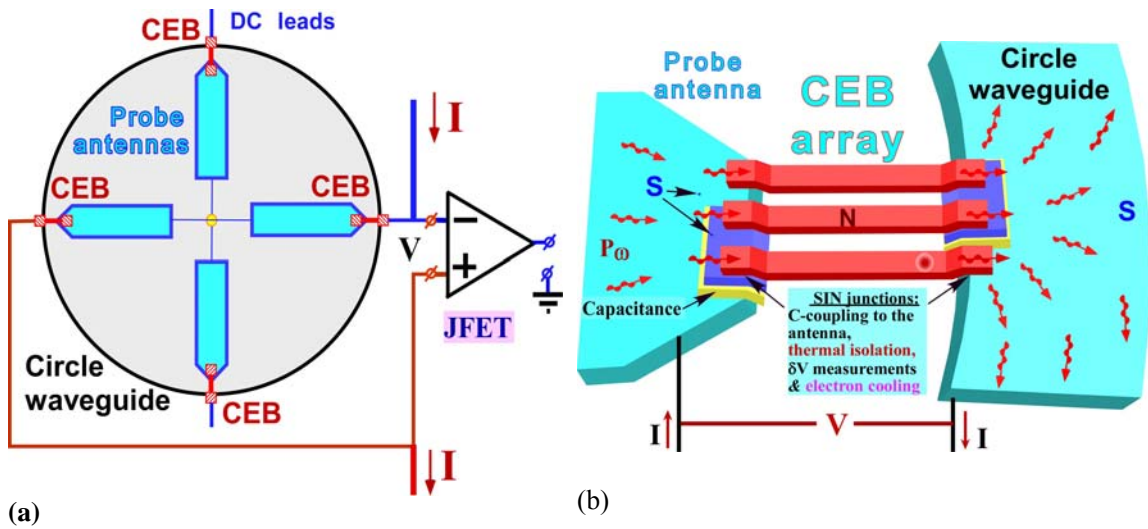 CEB
DC leads
Probe
antennas
CEB
CEB
I
V
−
+
JFET
Circle
waveguide
CEB
I
(a)
Probe
antenna
CEB
array
Circle
waveguide
S
S
N
Pω
Capacitance
SIN junctions:
C-coupling to the
antenna,
thermal isolation,
δV measurements
& electron cooling
I
V
I
(b)